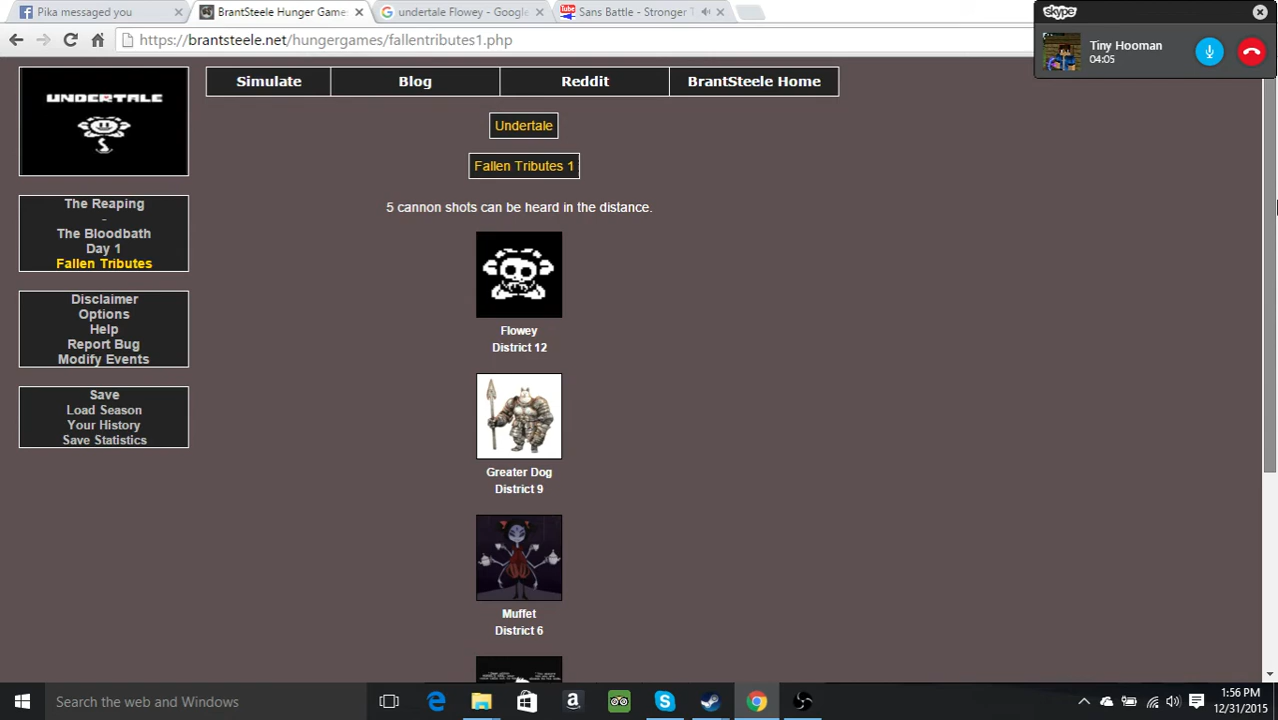 Pika messaged you
BrantSteele Hunger Game
undertale Flowey - Google
Sans Battle - Stronger T
https://brantsteele.net/hungergames/fallentributes1.php
skype
Tiny Hooman
04:05
UNDERTALE
Simulate
Blog
Reddit
BrantSteele Home
Undertale
Fallen Tributes 1
5 cannon shots can be heard in the distance.
The Reaping
-
The Bloodbath
Day 1
Fallen Tributes
Disclaimer
Options
Help
Report Bug
Modify Events
Save
Load Season
Your History
Save Statistics
Flowey
District 12
Greater Dog
District 9
Muffet
District 6
Search the web and Windows
1:56 PM
12/31/2015